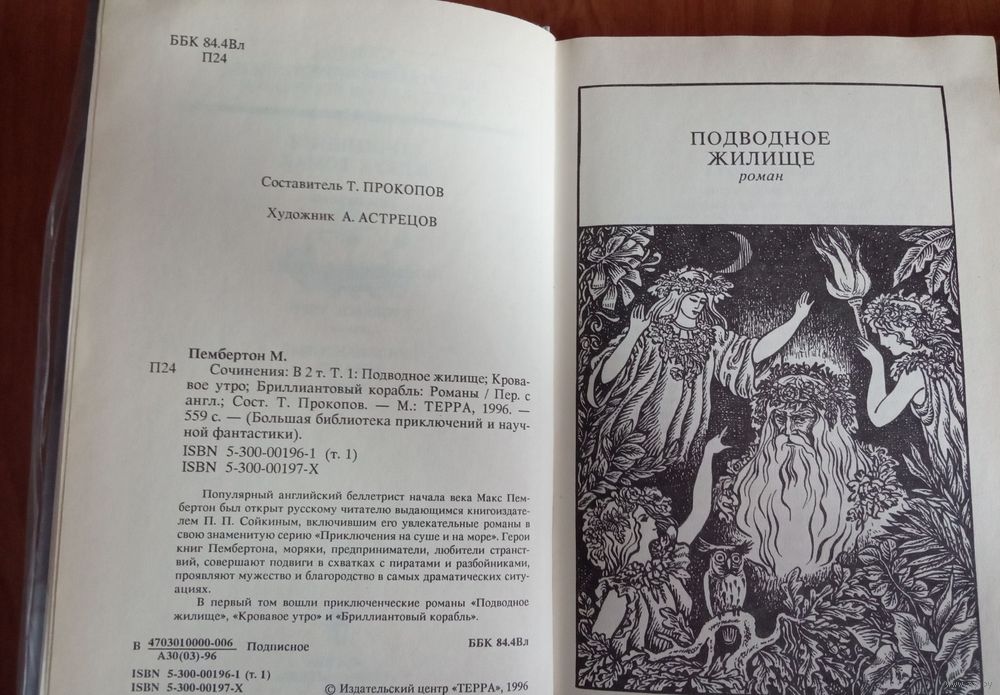 ББК 84.4Вл
П24
Составитель Т. ПРОКОПОВ
Художник А. АСТРЕЦОВ
Пембертон М.
П24 Сочинения: В 2 т. Т. 1: Подводное жилище; Крова-
вое утро; Бриллиантовый корабль: Романы / Пер. с
англ.; Сост. Т. Прокопов. — М.: ТЕРРА, 1996. —
559 с. — (Большая библиотека приключений и науч-
ной фантастики).
ISBN 5-300-00196-1 (т. 1)
ISBN 5-300-00197-X
Популярный английский беллетрист начала века Макс Пем-
бертон был открыт русскому читателю выдающимся книгоиздате-
лем П. П. Сойкиным, включившим его увлекательные романы в
свою знаменитую серию «Приключения на суше и на море». Герои
книг Пембертона, моряки, предприниматели, любители странст-
вий, совершают подвиги в схватках с пиратами и разбойниками,
проявляют мужество и благородство в самых драматических ситу-
ациях.
В первый том вошли приключенческие романы «Подводное
жилище», «Кровавое утро» и «Бриллиантовый корабль».
В 4703010000-006 Подписное
А30(03)-96
ББК 84.4Вл
ISBN 5-300-00196-1 (т. 1)
ISBN 5-300-00197-X
© Издательский центр «ТЕРРА», 1996
ПОДВОДНОЕ
ЖИЛИЩЕ
роман